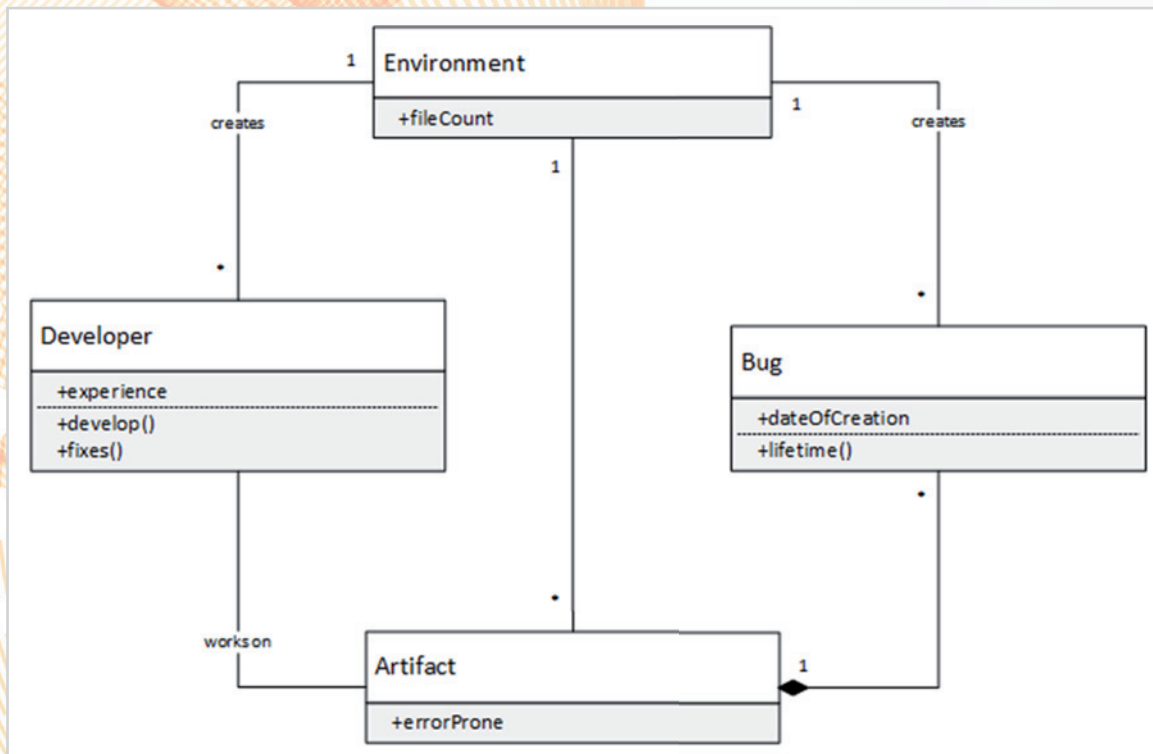 Environment
+fileCount
1
1
1
creates
creates
*
*
Developer
+experience
+develop()
+fixes()
Bug
+dateOfCreation
+lifetime()
*
*
works on
Artifact
+errorProne
1